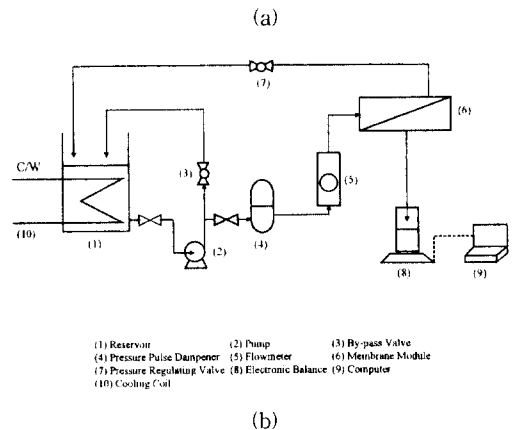 (a)
(7)
(6)
C/W
(3)
(5)
(10)
(1)
(2)
(4)
(8)
(9)
(1) Reservoir (2) Pump (3) By-pass Valve
(4) Pressure Pulse Dampener (5) Flowmeter (6) Membrane Module
(7) Pressure Regulating Valve (8) Electronic Balance (9) Computer
(10) Cooling Coil
(b)